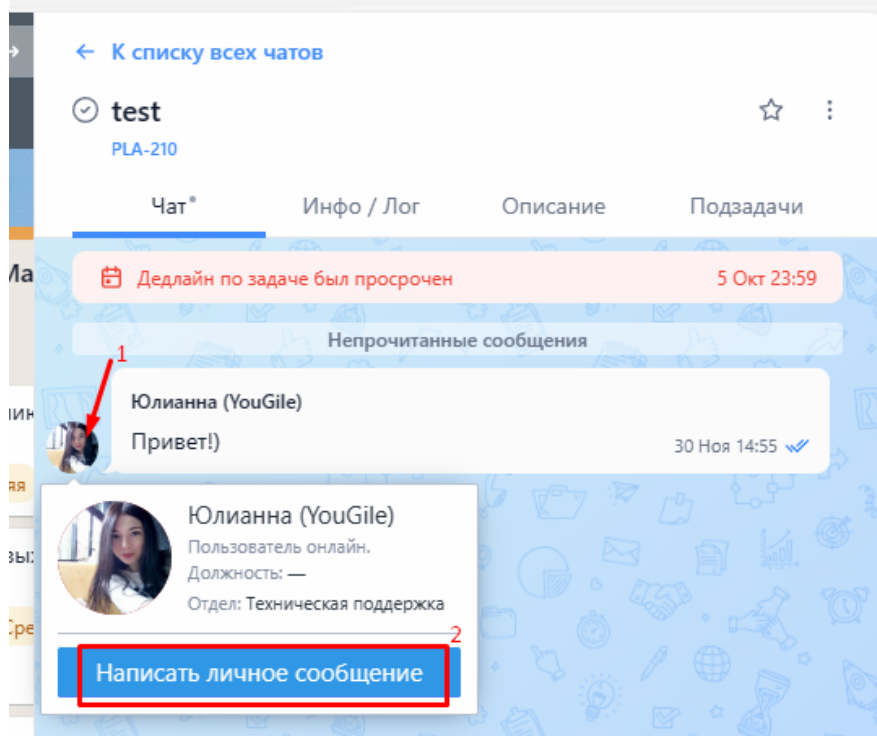 К списку всех чатов
test
PLA-210
Чат Инфо / Лог Описание Подзадачи
Дедлайн по задаче был просрочен 5 Окт 23:59
Непрочитанные сообщения
1
Юлианна (YouGile)
Привет!) 30 Ноя 14:55
Юлианна (YouGile)
Пользователь онлайн.
Должность: —
Отдел: Техническая поддержка
2
Написать личное сообщение